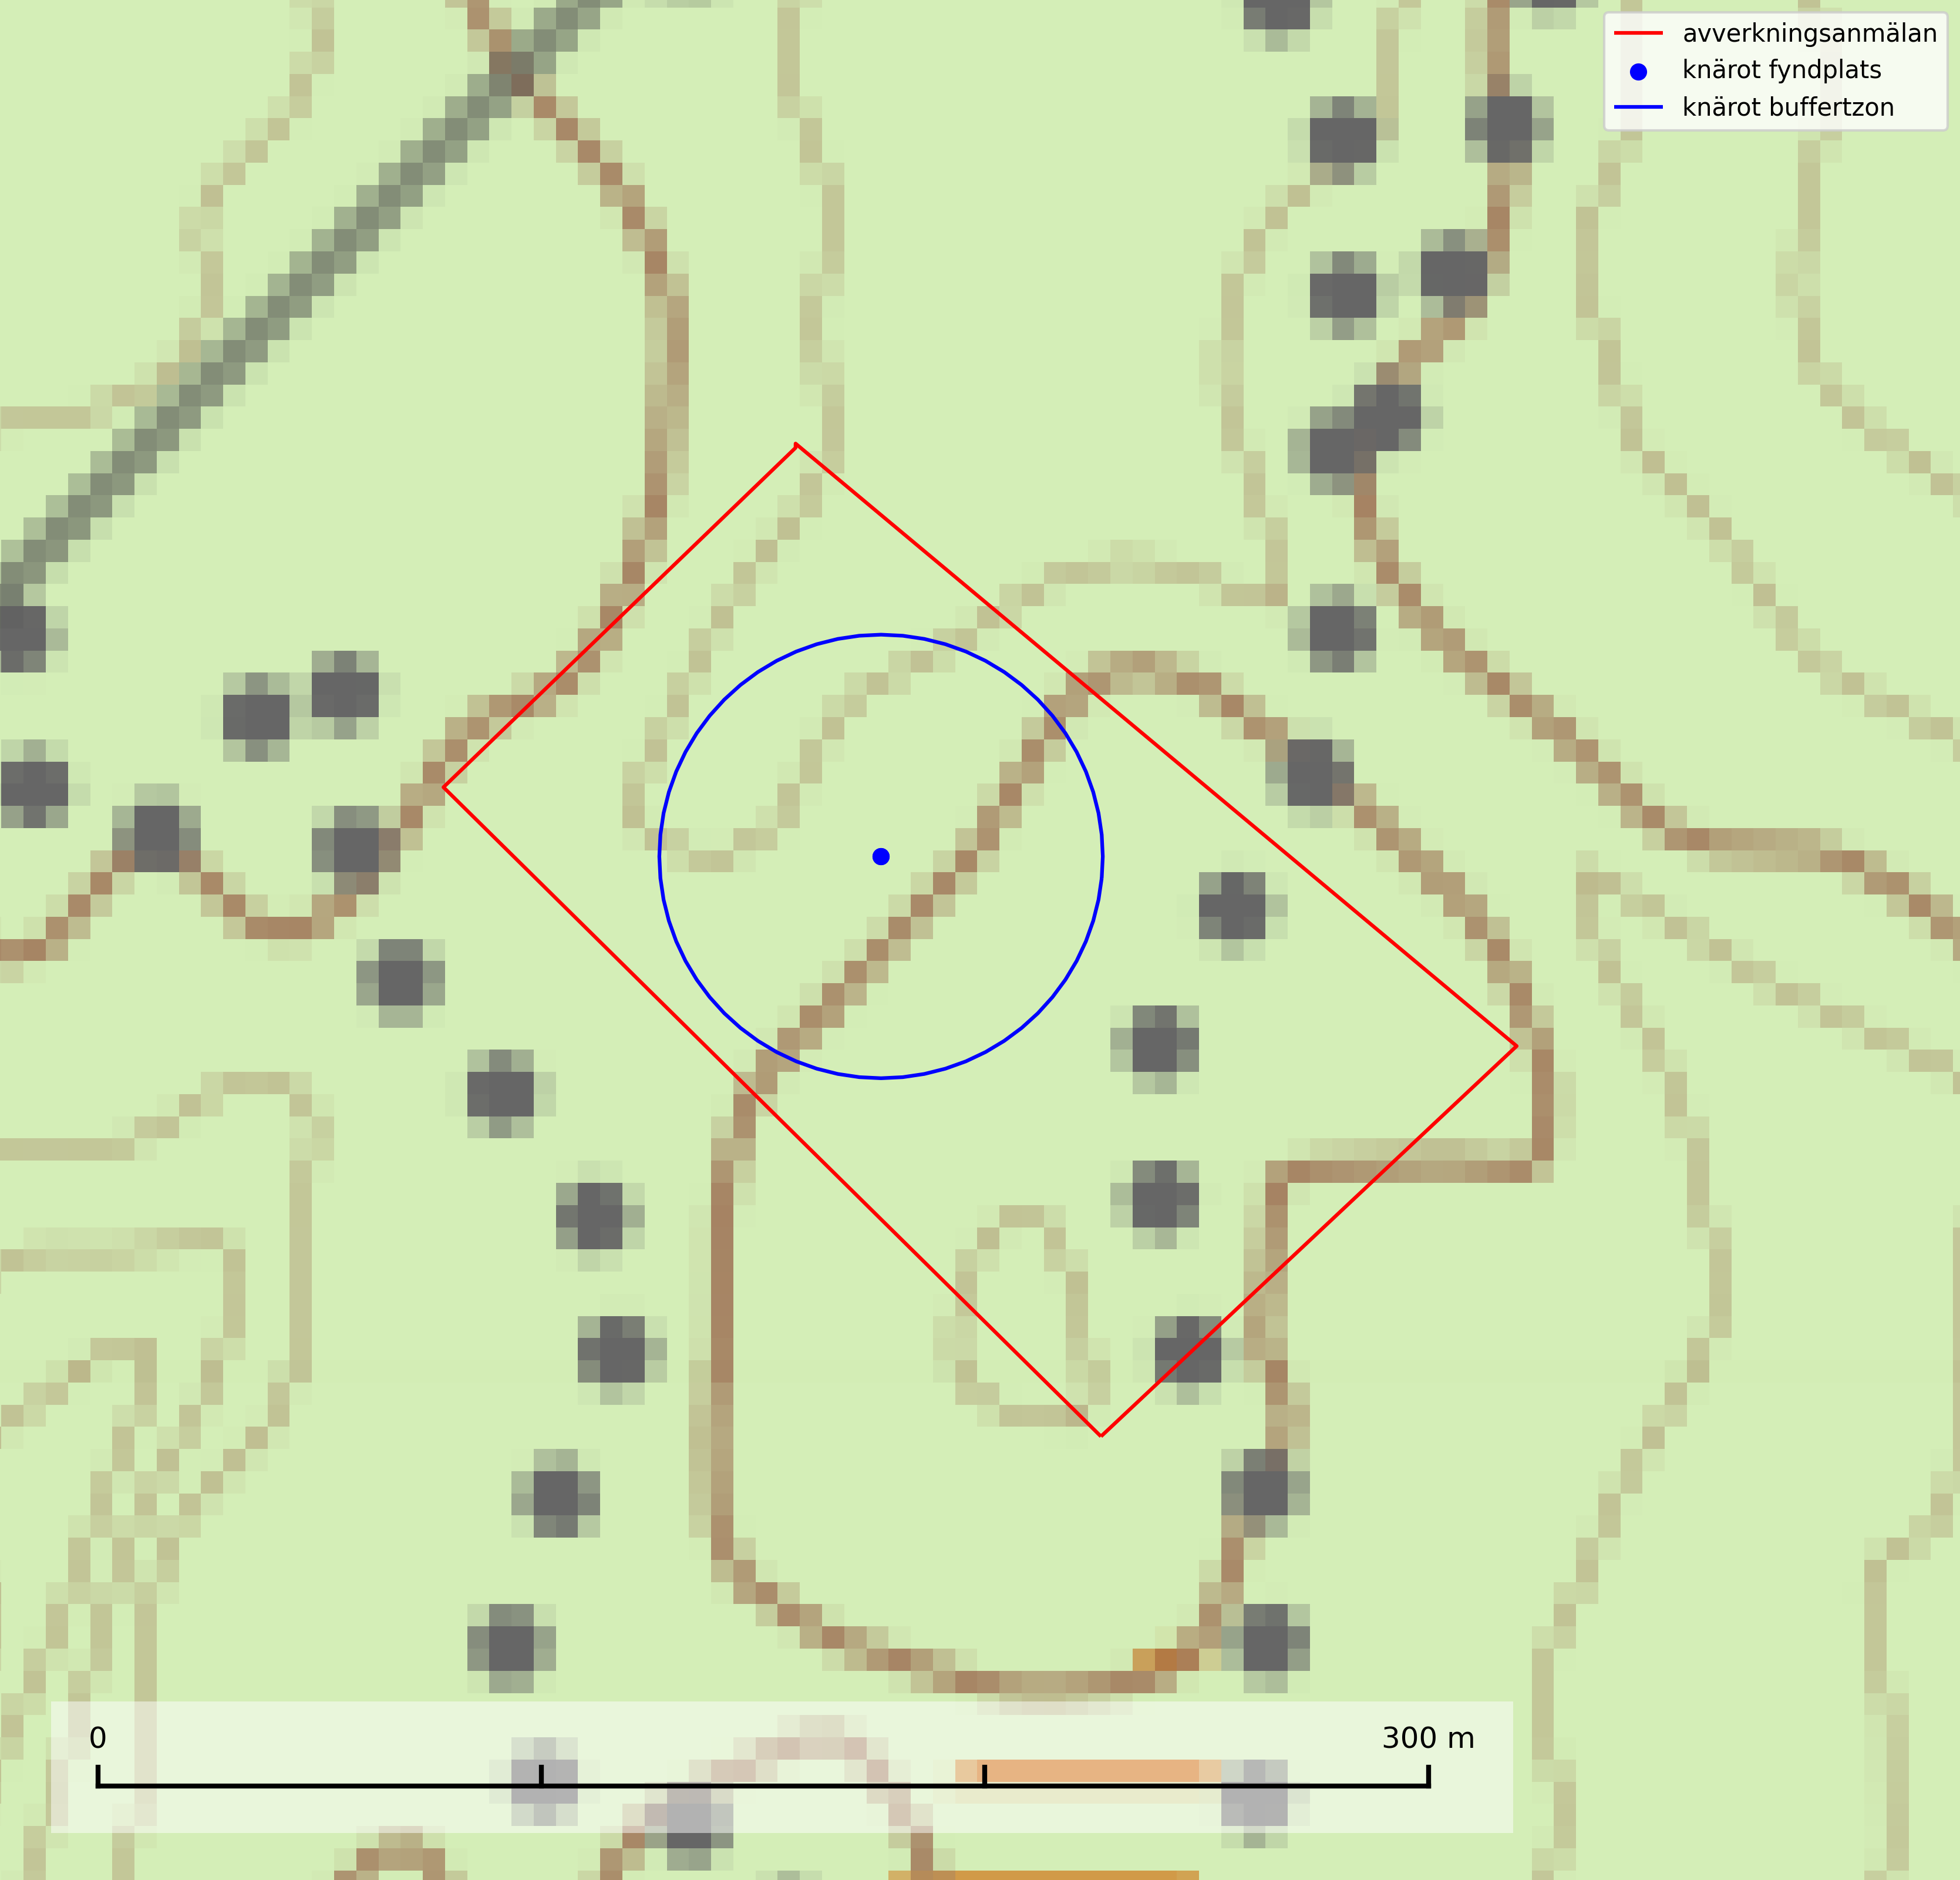 avverkningsanmälan
knärot fyndplats
knärot buffertzon
0 300 m